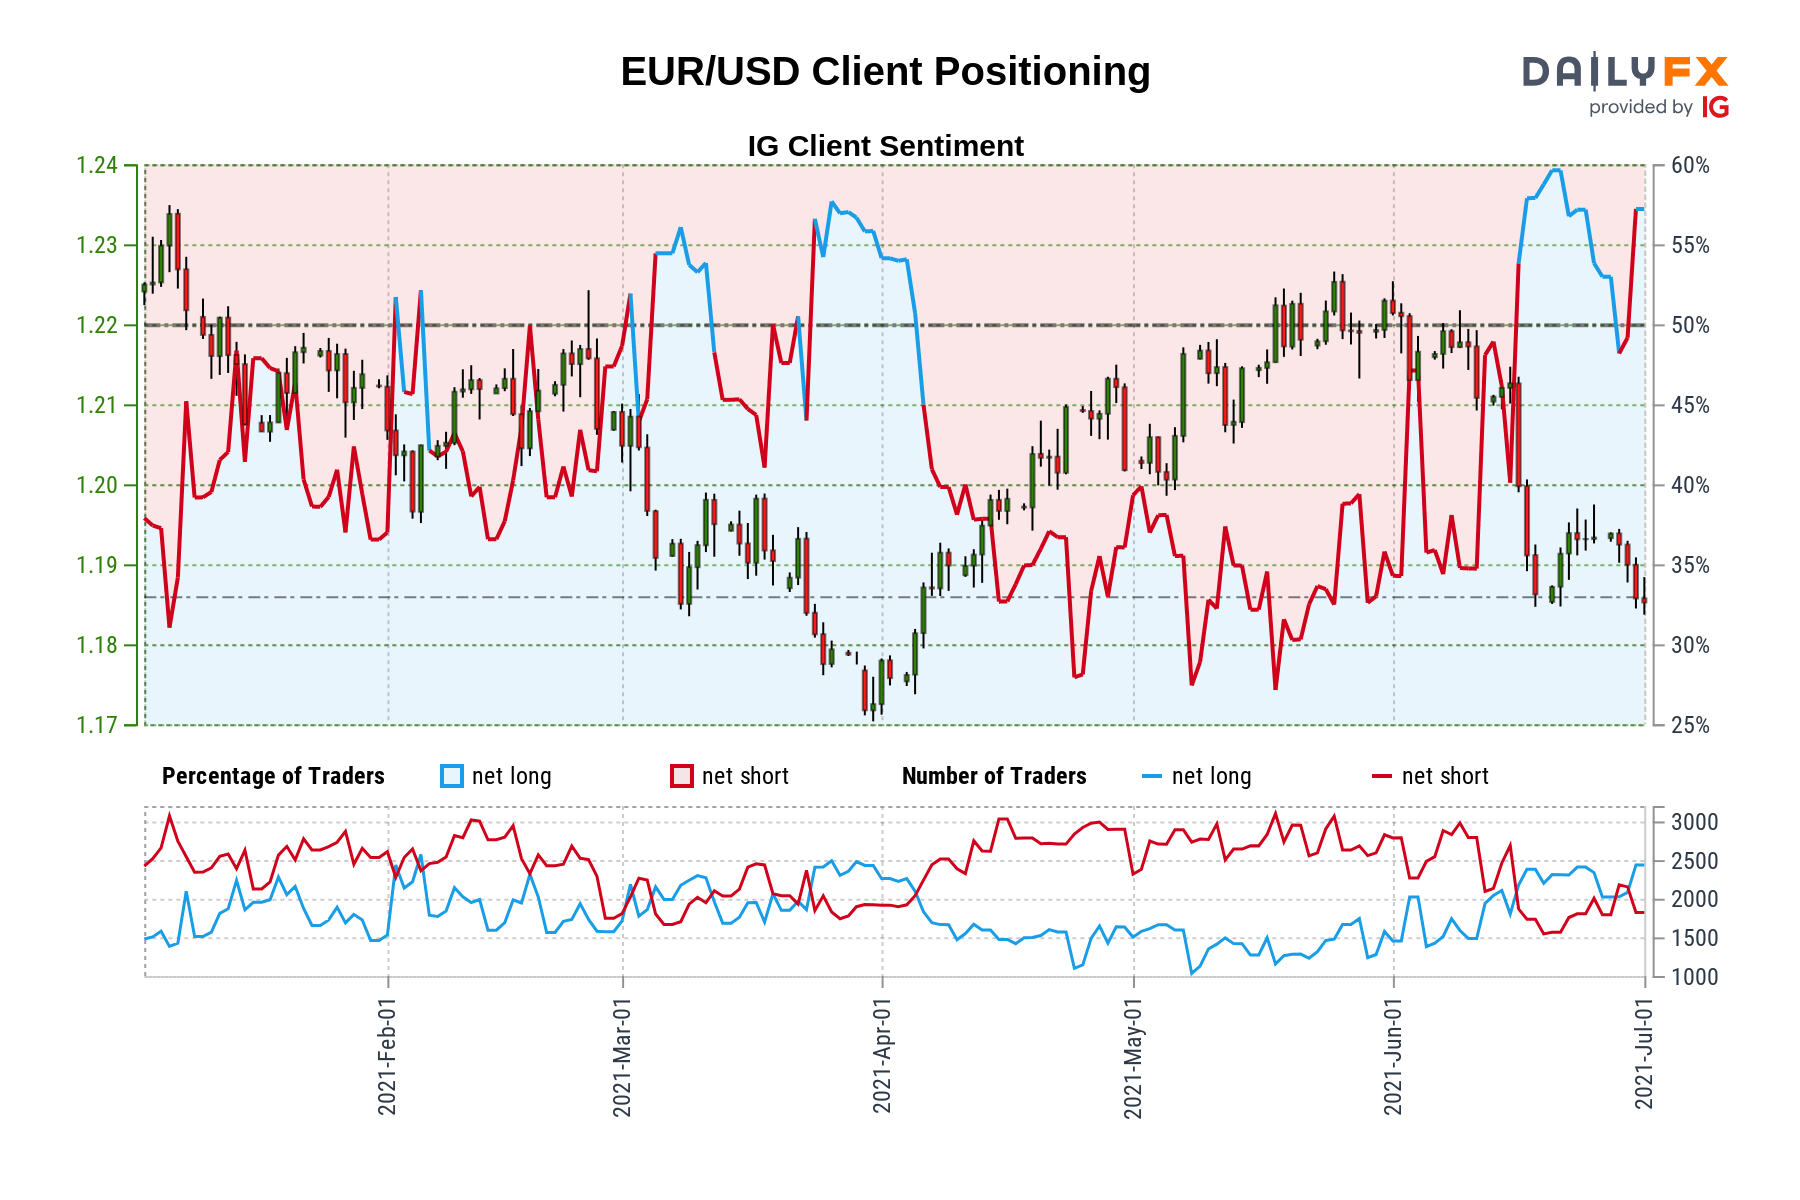 EUR/USD Client Positioning
DAILYFX
provided by IG
IG Client Sentiment
1.24
1.23
1.22
1.21
1.20
1.19
1.18
1.17
60%
55%
50%
45%
40%
35%
30%
25%
Percentage of Traders net long net short Number of Traders net long net short
3000
2500
2000
1500
1000
2021-Feb-01
2021-Mar-01
2021-Apr-01
2021-May-01
2021-Jun-01
2021-Jul-01